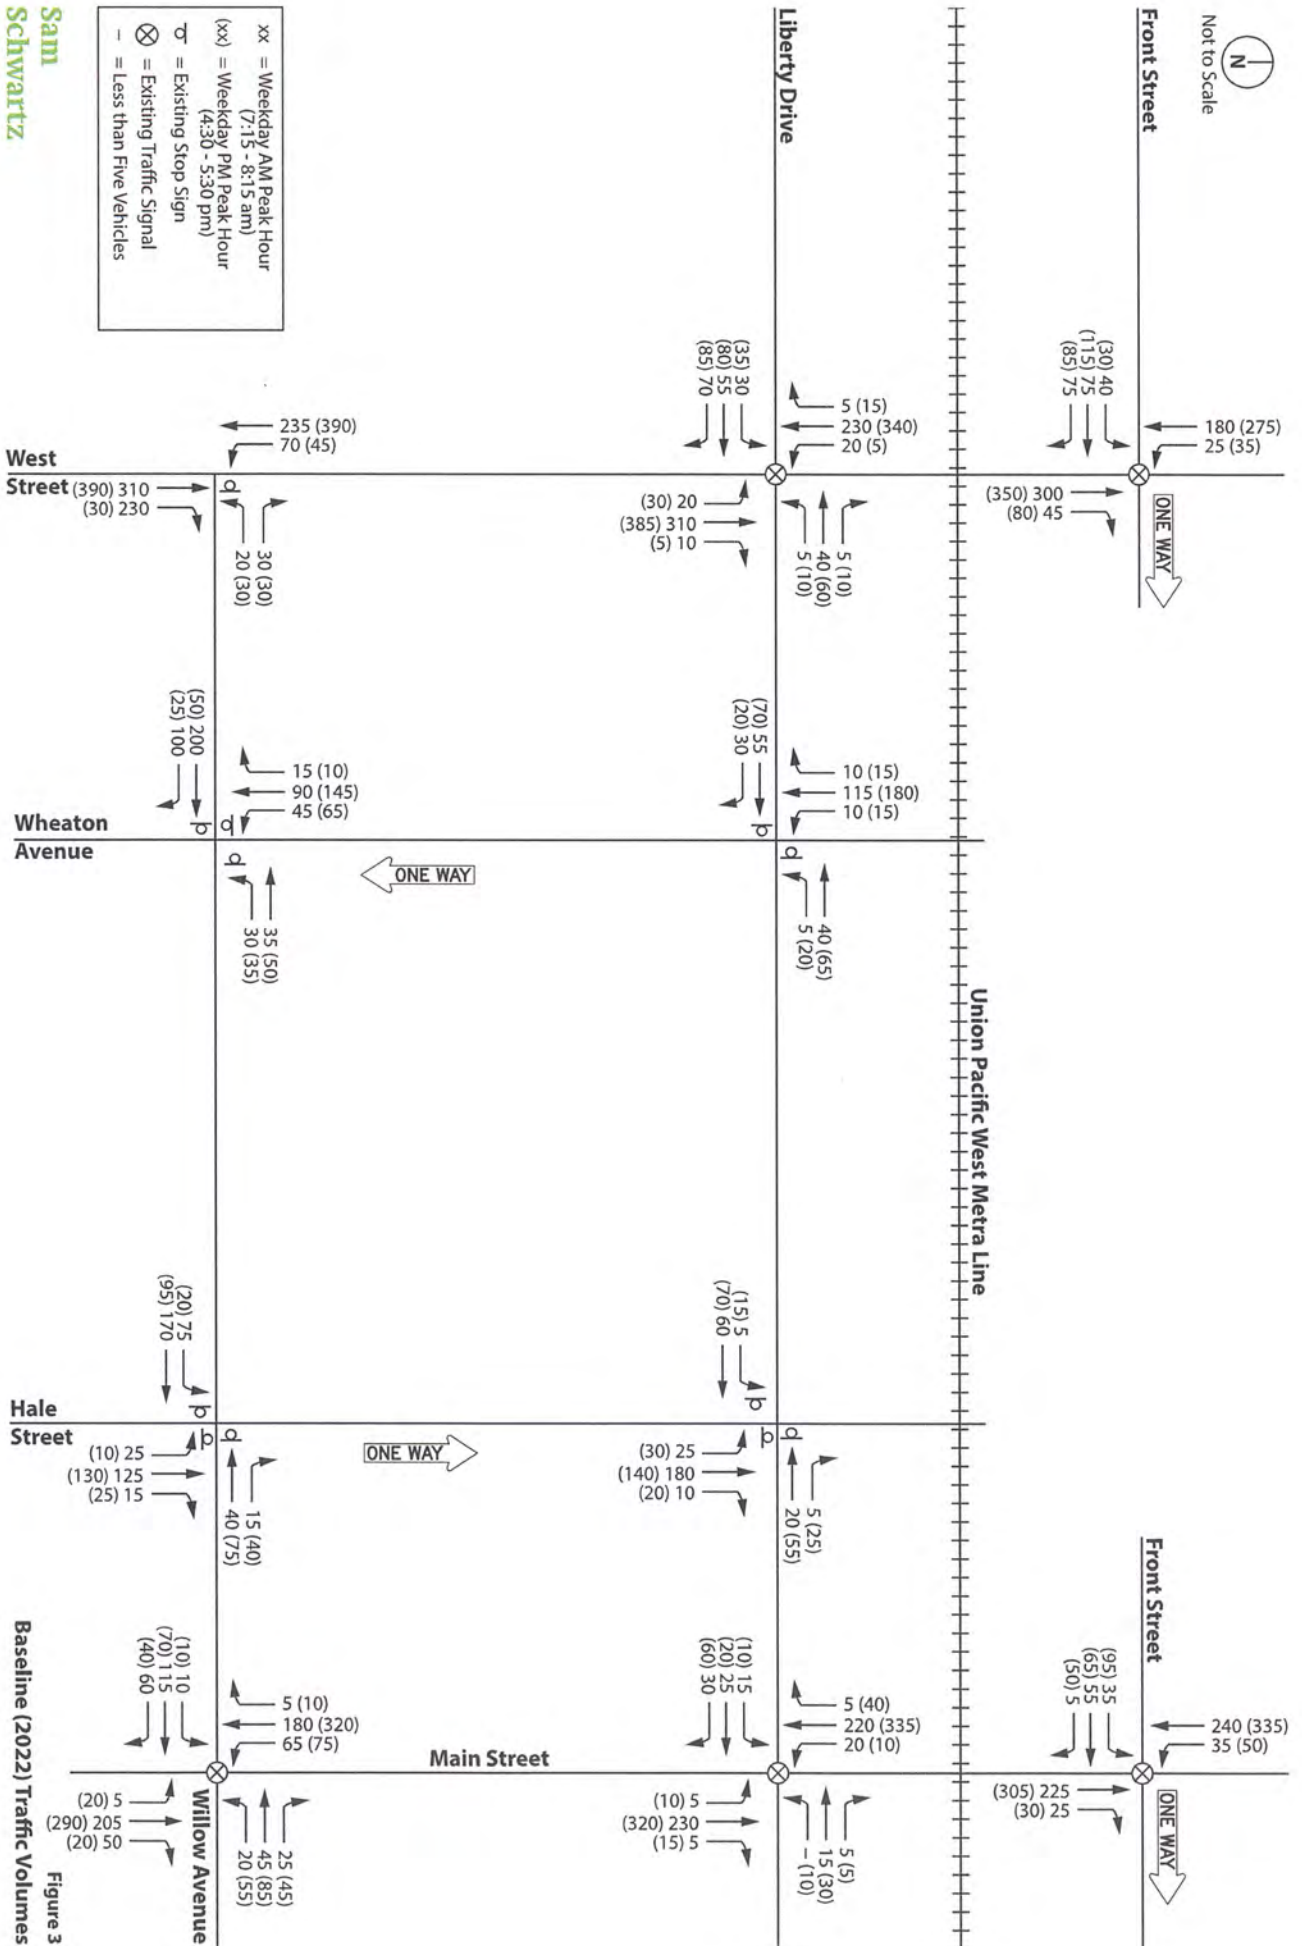 N
Not to Scale
Front Street
(30) 40
(115) 75
(85) 75
180 (275)
25 (35)
(350) 300
(80) 45
ONE WAY
Front Street
(95) 35
(65) 55
(50) 5
240 (335)
35 (50)
(305) 225
(30) 25
ONE WAY
Union Pacific West Metra Line
Liberty Drive
(35) 30
(80) 55
(85) 70
5 (15)
230 (340)
20 (5)
(30) 20
(385) 310
(5) 10
5 (10)
40 (60)
5 (10)
(70) 55
(20) 30
10 (15)
115 (180)
10 (15)
40 (65)
5 (20)
(15) 5
(70) 60
(30) 25
(140) 180
(20) 10
5 (25)
20 (55)
(10) 15
(20) 25
(60) 30
5 (40)
220 (335)
20 (10)
(10) 5
(320) 230
(15) 5
5 (5)
15 (30)
– (10)
ONE WAY
ONE WAY
Main Street
235 (390)
70 (45)
(390) 310
(30) 230
30 (30)
20 (30)
(50) 200
(25) 100
15 (10)
90 (145)
45 (65)
35 (50)
30 (35)
(20) 75
(95) 170
(10) 25
(130) 125
(25) 15
15 (40)
40 (75)
(10) 10
(70) 115
(40) 60
5 (10)
180 (320)
65 (75)
(20) 5
(290) 205
(20) 50
25 (45)
45 (85)
20 (55)
Willow Avenue
West
Street
Wheaton
Avenue
Hale
Street
xx = Weekday AM Peak Hour
(7:15 - 8:15 am)
(xx) = Weekday PM Peak Hour
(4:30 - 5:30 pm)
= Existing Stop Sign
= Existing Traffic Signal
– = Less than Five Vehicles
Sam
Schwartz
Figure 3
Baseline (2022) Traffic Volumes